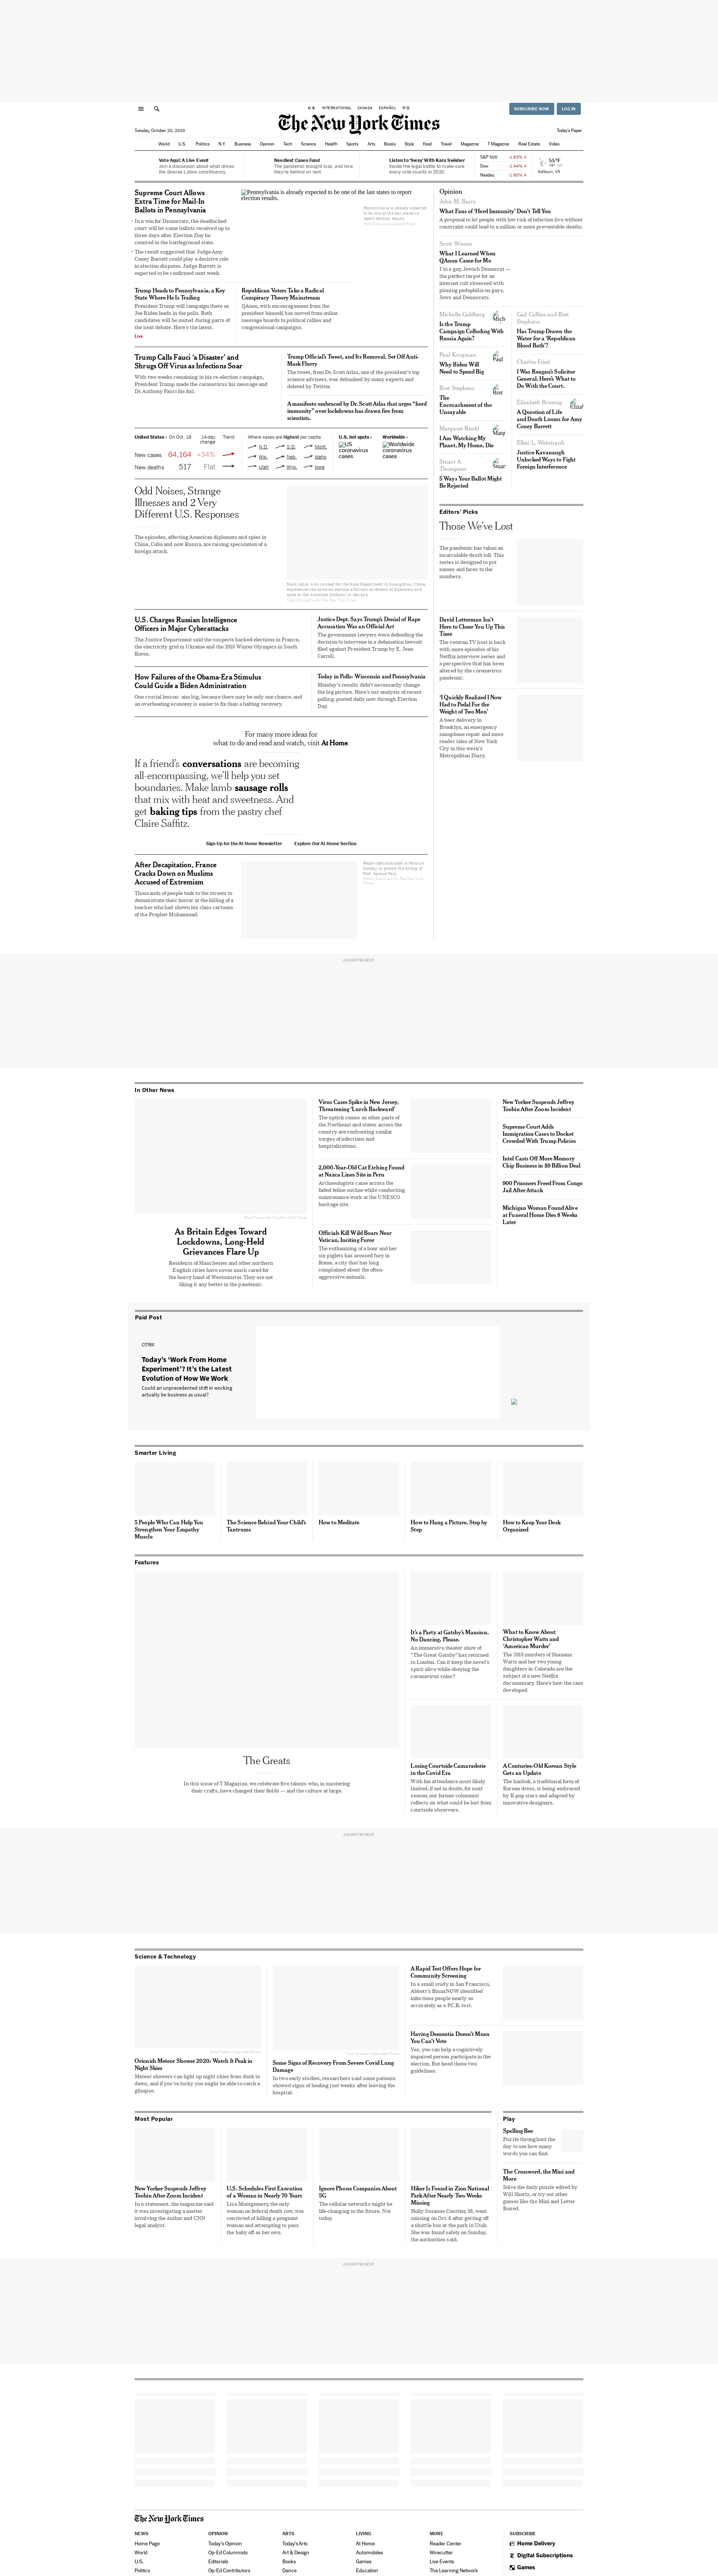 U.S. INTERNATIONAL CANADA ESPAÑOL 中文
SUBSCRIBE NOW LOG IN
The New York Times
Tuesday, October 20, 2020
Today's Paper
World U.S. Politics N.Y. Business Opinion Tech Science Health Sports Arts Books Style Food Travel Magazine T Magazine Real Estate Video
Vote Aquí: A Live Event
Join a discussion about what drives
the diverse Latino constituency.
Neediest Cases Fund
The pandemic brought loss, and now
they're behind on rent.
Listen to 'Sway' With Kara Swisher
Inside the legal battle to make sure
every vote counts in 2020.
S&P 500 -1.63%
Dow -1.44%
Nasdaq -1.65%
55°F
Ashburn, VA
Supreme Court Allows
Extra Time for Mail-In
Ballots in Pennsylvania
In a win for Democrats, the deadlocked
court will let some ballots received up to
three days after Election Day be
counted in the battleground state.
The result suggested that Judge Amy
Coney Barrett could play a decisive role
in election disputes. Judge Barrett is
expected to be confirmed next week.
Pennsylvania is already expected to be one of the last states to report
election results.
Pennsylvania is already expected
to be one of the last states to
report election results.
Trump Heads to Pennsylvania, a Key
State Where He Is Trailing
President Trump will campaign there as
Joe Biden leads in the polls. Both
candidates will be muted during parts of
the next debate. Here's the latest.
Live
Republican Voters Take a Radical
Conspiracy Theory Mainstream
QAnon, with encouragement from the
president himself, has moved from online
message boards to political rallies and
congressional campaigns.
Trump Calls Fauci 'a Disaster' and
Shrugs Off Virus as Infections Soar
With two weeks remaining in his re-election campaign,
President Trump made the coronavirus his message and
Dr. Anthony Fauci his foil.
Trump Official's Tweet, and Its Removal, Set Off Anti-
Mask Flurry
The tweet, from Dr. Scott Atlas, one of the president's top
science advisers, was debunked by many experts and
deleted by Twitter.
A manifesto embraced by Dr. Scott Atlas that urges "herd
immunity" over lockdowns has drawn fire from
scientists.
United States › On Oct. 19 14-day
change Trend
New cases 64,164 +34%
New deaths 517 Flat
Where cases are highest per capita
N.D. S.D. Mont.
Wis. Neb. Idaho
Utah Wyo. Iowa
U.S. hot spots ›
US
coronavirus
cases
Worldwide ›
Worldwide
coronavirus
cases
Odd Noises, Strange
Illnesses and 2 Very
Different U.S. Responses
The episodes, affecting American diplomats and spies in
China, Cuba and now Russia, are raising speculation of a
foreign attack.
Mark Lenzi, who worked for the State Department in Guangzhou, China,
experienced the same mysterious affliction as dozens of diplomats and
spies at the American Embassy in Havana.
U.S. Charges Russian Intelligence
Officers in Major Cyberattacks
The Justice Department said the suspects hacked elections in France,
the electricity grid in Ukraine and the 2018 Winter Olympics in South
Korea.
Justice Dept. Says Trump's Denial of Rape
Accusation Was an Official Act
The government lawyers were defending the
decision to intervene in a defamation lawsuit
filed against President Trump by E. Jean
Carroll.
How Failures of the Obama-Era Stimulus
Could Guide a Biden Administration
One crucial lesson: aim big, because there may be only one chance, and
an overheating economy is easier to fix than a halting recovery.
Today in Polls: Wisconsin and Pennsylvania
Monday's results didn't necessarily change
the big picture. Here's our analysis of recent
polling, posted daily now through Election
Day.
For many more ideas for
what to do and read and watch, visit At Home.
If a friend's conversations are becoming
all-encompassing, we'll help you set
boundaries. Make lamb sausage rolls
that mix with heat and sweetness. And
get baking tips from the pastry chef
Claire Saffitz.
Sign Up for the At Home Newsletter Explore Our At Home Section
After Decapitation, France
Cracks Down on Muslims
Accused of Extremism
Thousands of people took to the streets to
demonstrate their horror at the killing of a
teacher who had shown his class cartoons
of the Prophet Muhammad.
People demonstrated in Paris on
Sunday to protest the killing of
Prof. Samuel Paty.
Opinion
John M. Barry
What Fans of 'Herd Immunity' Don't Tell You
A proposal to let people with low risk of infection live without
constraint could lead to a million or more preventable deaths.
Scott Wiener
What I Learned When
QAnon Came for Me
I'm a gay, Jewish Democrat —
the perfect target for an
internet cult obsessed with
pinning pedophilia on gays,
Jews and Democrats.
Michelle Goldberg
Is the Trump
Campaign Colluding With
Russia Again?
Paul Krugman
Why Biden Will
Need to Spend Big
Bret Stephens
The
Encroachment of the
Unsayable
Margaret Renkl
I Am Watching My
Planet, My Home, Die
Stuart A.
Thompson
5 Ways Your Ballot Might
Be Rejected
Gail Collins and Bret
Stephens
Has Trump Drawn the
Water for a 'Republican
Blood Bath'?
Charles Fried
I Was Reagan's Solicitor
General. Here's What to
Do With the Court.
Elizabeth Bruenig
A Question of Life
and Death Looms for Amy
Coney Barrett
Ellen L. Weintraub
Justice Kavanaugh
Unlocked Ways to Fight
Foreign Interference
Editors' Picks
Those We've Lost
The pandemic has taken an
incalculable death toll. This
series is designed to put
names and faces to the
numbers.
David Letterman Isn't
Here to Cheer You Up This
Time
The veteran TV host is back
with more episodes of his
Netflix interview series and
a perspective that has been
altered by the coronavirus
pandemic.
'I Quickly Realized I Now
Had to Pedal For the
Weight of Two Men'
A beer delivery in
Brooklyn, an emergency
saxophone repair and more
reader tales of New York
City in this week's
Metropolitan Diary.
ADVERTISEMENT
In Other News
As Britain Edges Toward
Lockdowns, Long-Held
Grievances Flare Up
Residents of Manchester and other northern
English cities have never much cared for
the heavy hand of Westminster. They are not
liking it any better in the pandemic.
Virus Cases Spike in New Jersey,
Threatening 'Lurch Backward'
The uptick comes as other parts of
the Northeast and states across the
country are confronting similar
surges of infections and
hospitalizations.
2,000-Year-Old Cat Etching Found
at Nazca Lines Site in Peru
Archaeologists came across the
faded feline outline while conducting
maintenance work at the UNESCO
heritage site.
Officials Kill Wild Boars Near
Vatican, Inciting Furor
The euthanizing of a boar and her
six piglets has aroused fury in
Rome, a city that has long
complained about the often-
aggressive animals.
New Yorker Suspends Jeffrey
Toobin After Zoom Incident
Supreme Court Adds
Immigration Cases to Docket
Crowded With Trump Policies
Intel Casts Off More Memory
Chip Business in $9 Billion Deal
900 Prisoners Freed From Congo
Jail After Attack
Michigan Woman Found Alive
at Funeral Home Dies 8 Weeks
Later
Paid Post
CITRIX
Today's 'Work From Home
Experiment'? It's the Latest
Evolution of How We Work
Could an unprecedented shift in working
actually be business as usual?
Smarter Living
5 People Who Can Help You
Strengthen Your Empathy
Muscle
The Science Behind Your Child's
Tantrums
How to Meditate
How to Hang a Picture, Step by
Step
How to Keep Your Desk
Organized
Features
The Greats
In this issue of T Magazine, we celebrate five talents who, in mastering
their crafts, have changed their fields — and the culture at large.
It's a Party at Gatsby's Mansion.
No Dancing, Please.
An immersive theater show of
"The Great Gatsby" has returned
in London. Can it keep the novel's
spirit alive while obeying the
coronavirus rules?
What to Know About
Christopher Watts and
'American Murder'
The 2018 murders of Shanann
Watts and her two young
daughters in Colorado are the
subject of a new Netflix
documentary. Here's how the case
developed.
Losing Courtside Camaraderie
in the Covid Era
With fan attendance most likely
limited, if not in doubt, for next
season, our former columnist
reflects on what could be lost from
courtside observers.
A Centuries-Old Korean Style
Gets an Update
The hanbok, a traditional form of
Korean dress, is being embraced
by K-pop stars and adapted by
innovative designers.
ADVERTISEMENT
Science & Technology
Orionids Meteor Shower 2020: Watch It Peak in
Night Skies
Meteor showers can light up night skies from dusk to
dawn, and if you're lucky you might be able to catch a
glimpse.
Some Signs of Recovery From Severe Covid Lung
Damage
In two early studies, researchers said some patients
showed signs of healing just weeks after leaving the
hospital.
A Rapid Test Offers Hope for
Community Screening
In a small study in San Francisco,
Abbott's BinaxNOW identified
infectious people nearly as
accurately as a P.C.R. test.
Having Dementia Doesn't Mean
You Can't Vote
Yes, you can help a cognitively
impaired person participate in the
election. But heed these two
guidelines.
Most Popular
New Yorker Suspends Jeffrey
Toobin After Zoom Incident
In a statement, the magazine said
it was investigating a matter
involving the author and CNN
legal analyst.
U.S. Schedules First Execution
of a Woman in Nearly 70 Years
Lisa Montgomery, the only
woman on federal death row, was
convicted of killing a pregnant
woman and attempting to pass
the baby off as her own.
Ignore Phone Companies About
5G
The cellular networks might be
life-changing in the future. Not
today.
Hiker Is Found in Zion National
Park After Nearly Two Weeks
Missing
Holly Suzanne Courtier, 38, went
missing on Oct. 6 after getting off
a shuttle bus at the park in Utah.
She was found safely on Sunday,
the authorities said.
Play
Spelling Bee
Puzzle throughout the
day to see how many
words you can find.
The Crossword, the Mini and
More
Solve the daily puzzle edited by
Will Shortz, or try out other
games like the Mini and Letter
Boxed.
ADVERTISEMENT
The New York Times
NEWS
Home Page
World
U.S.
Politics
OPINION
Today's Opinion
Op-Ed Columnists
Editorials
Op-Ed Contributors
ARTS
Today's Arts
Art & Design
Books
Dance
LIVING
At Home
Automobiles
Games
Education
MORE
Reader Center
Wirecutter
Live Events
The Learning Network
SUBSCRIBE
Home Delivery
Digital Subscriptions
Games